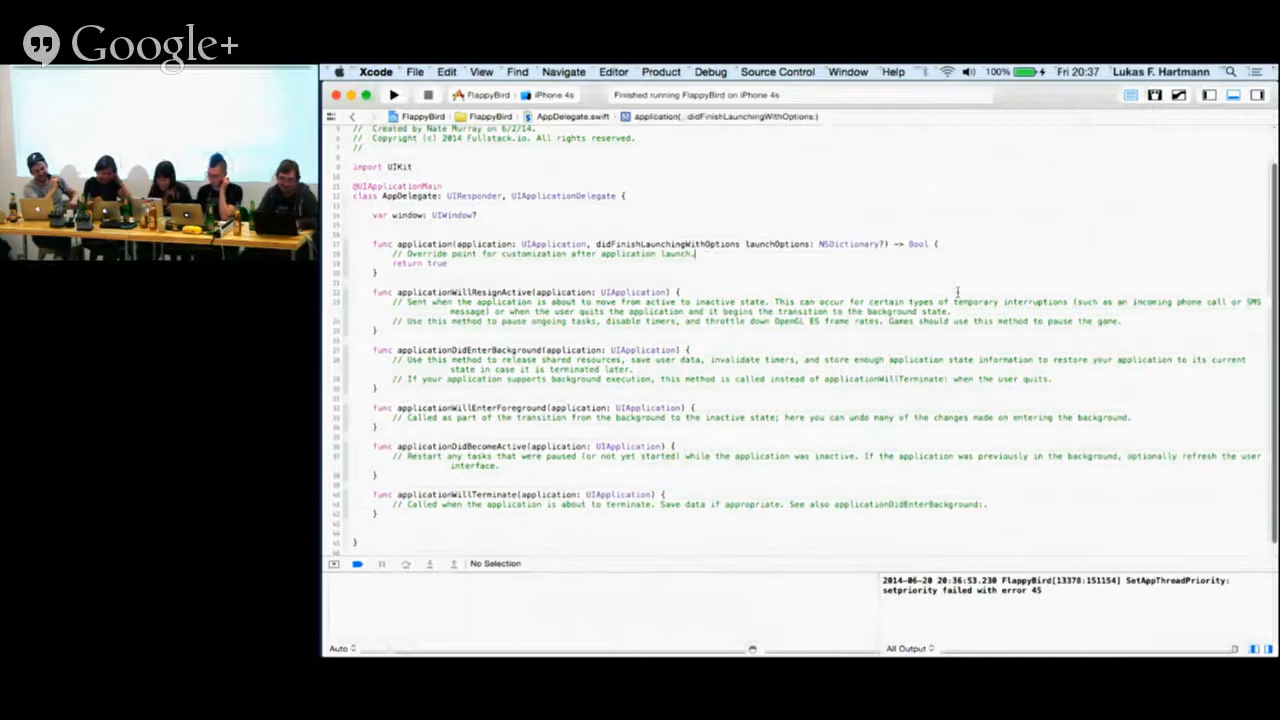 Google+
Xcode File Edit View Find Navigate Editor Product Debug Source Control Window Help 100% Fri 20:37 Lukas F. Hartmann
FlappyBird iPhone 4s Finished running FlappyBird on iPhone 4s
FlappyBird FlappyBird AppDelegate.swift M application(_:didFinishLaunchingWithOptions:)
// Created by Nate Murray on 6/2/14.
// Copyright (c) 2014 Fullstack.io. All rights reserved.
//
import UIKit
@UIApplicationMain
class AppDelegate: UIResponder, UIApplicationDelegate {
var window: UIWindow?
func application(application: UIApplication, didFinishLaunchingWithOptions launchOptions: NSDictionary?) -> Bool {
// Override point for customization after application launch.
return true
}
func applicationWillResignActive(application: UIApplication) {
// Sent when the application is about to move from active to inactive state. This can occur for certain types of temporary interruptions (such as an incoming phone call or SMS
message) or when the user quits the application and it begins the transition to the background state.
// Use this method to pause ongoing tasks, disable timers, and throttle down OpenGL ES frame rates. Games should use this method to pause the game.
}
func applicationDidEnterBackground(application: UIApplication) {
// Use this method to release shared resources, save user data, invalidate timers, and store enough application state information to restore your application to its current
state in case it is terminated later.
// If your application supports background execution, this method is called instead of applicationWillTerminate: when the user quits.
}
func applicationWillEnterForeground(application: UIApplication) {
// Called as part of the transition from the background to the inactive state; here you can undo many of the changes made on entering the background.
}
func applicationDidBecomeActive(application: UIApplication) {
// Restart any tasks that were paused (or not yet started) while the application was inactive. If the application was previously in the background, optionally refresh the user
interface.
}
func applicationWillTerminate(application: UIApplication) {
// Called when the application is about to terminate. Save data if appropriate. See also applicationDidEnterBackground:.
}
}
No Selection
2014-06-20 20:36:53.230 FlappyBird[13378:151154] SetAppThreadPriority:
setpriority failed with error 45
Auto All Output